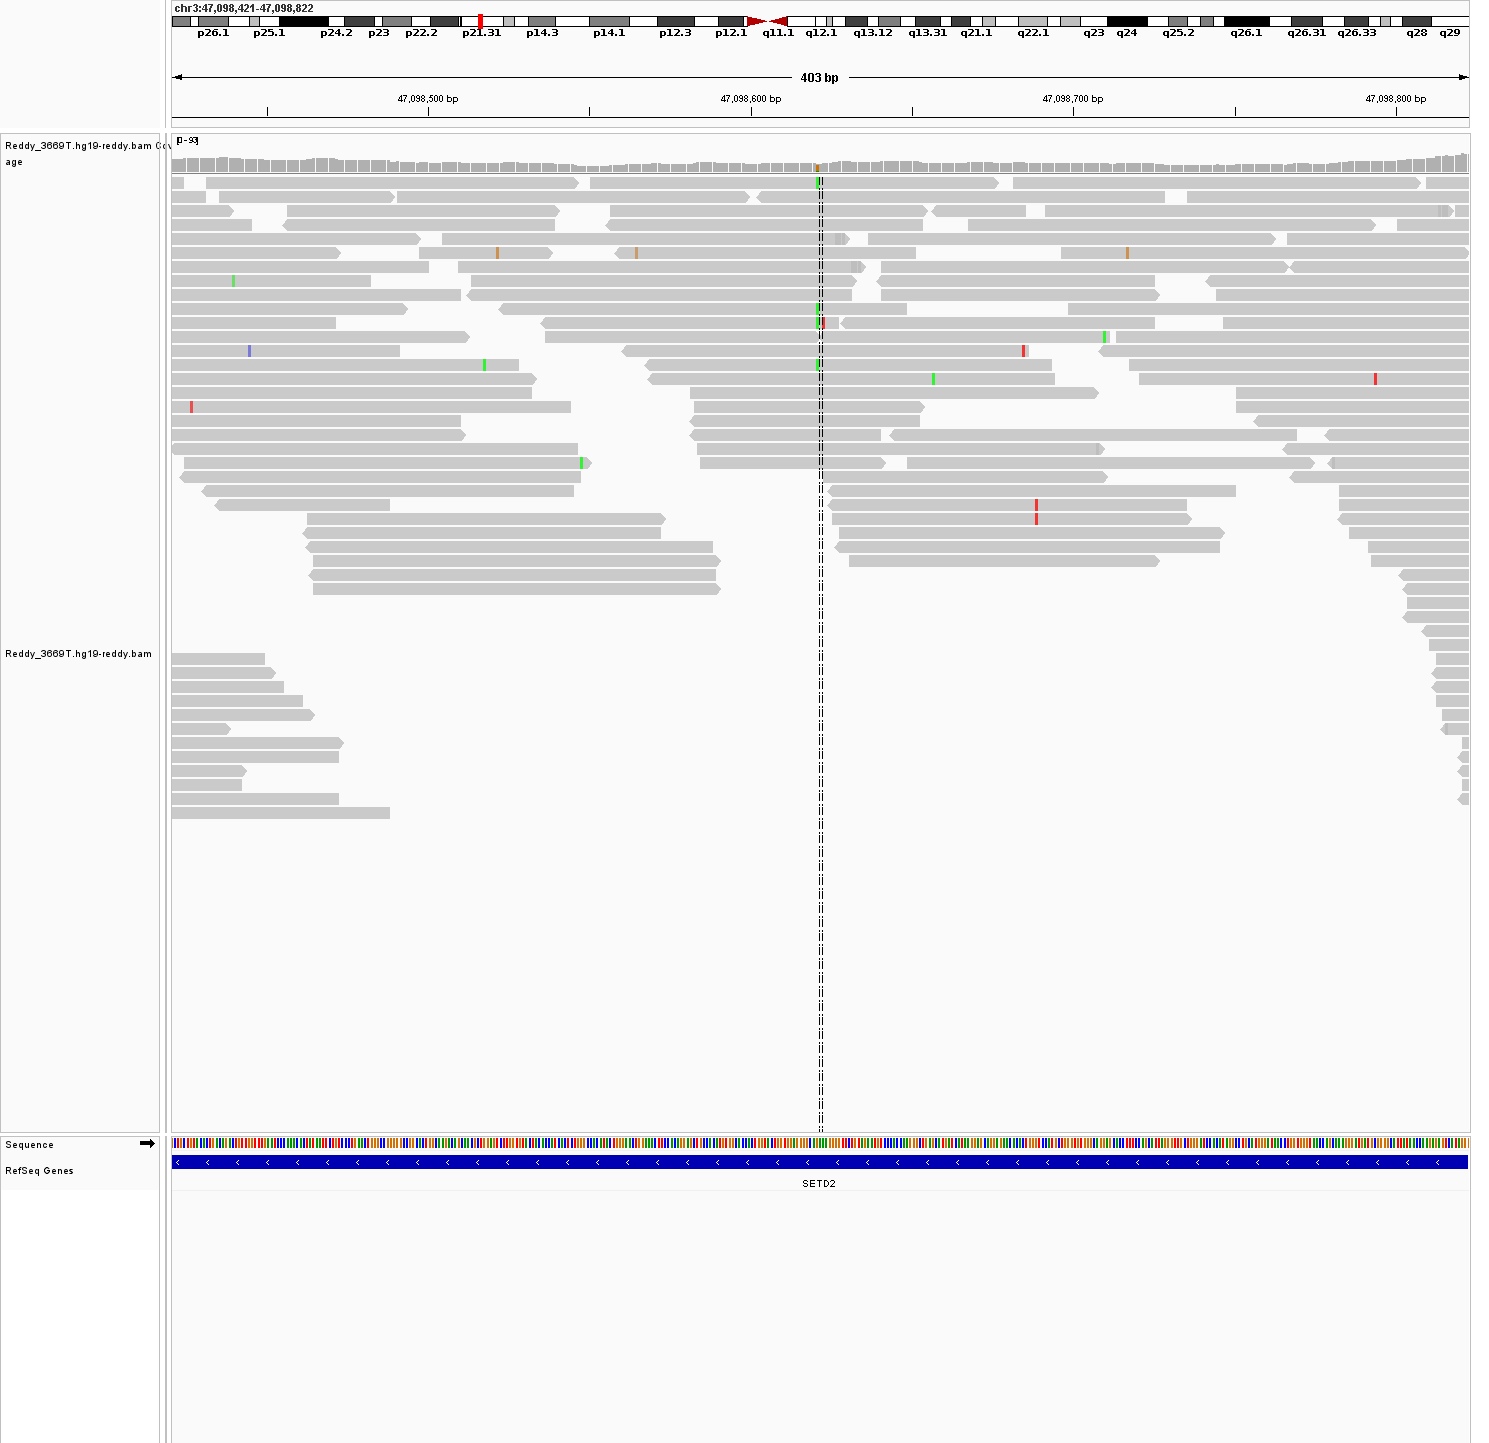 chr3:47,098,421-47,098,822
p26.1 p25.1 p24.2 p23 p22.2 p21.31 p14.3 p14.1 p12.3 p12.1 q11.1 q12.1 q13.12 q13.31 q21.1 q22.1 q23 q24 q25.2 q26.1 q26.31 q26.33 q28 q29
403 bp
47,098,500 bp 47,098,600 bp 47,098,700 bp 47,098,800 bp
[0 - 93]
Reddy_3669T.hg19-reddy.bam Cov
age
Reddy_3669T.hg19-reddy.bam
Sequence
RefSeq Genes
SETD2